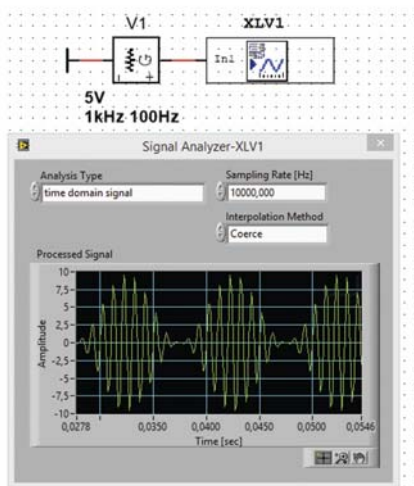 V1
XLV1
In1
G
- +
5V
1kHz 100Hz
Signal Analyzer-XLV1
Analysis Type
Sampling Rate [Hz]
time domain signal
10000,000
Interpolation Method
Coerce
Processed Signal
Amplitude
10-
7,5-
5-
2,5-
0-
-2,5-
-5-
-7,5-
-10-
0,0278
0,0350
0,0400
0,0450
0,0500
0,0546
Time [sec]